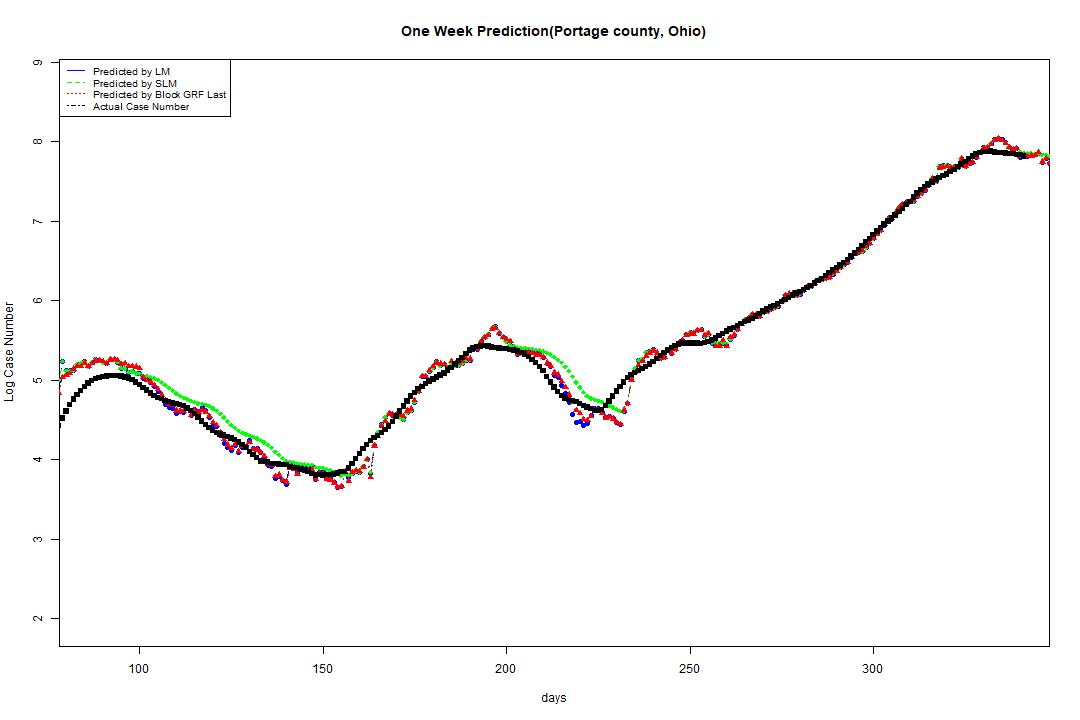 One Week Prediction(Portage county, Ohio)
Predicted by LM
Predicted by SLM
Predicted by Block GRF Last
Actual Case Number
9
8
7
6
5
4
3
2
Log Case Number
100 150 200 250 300
days